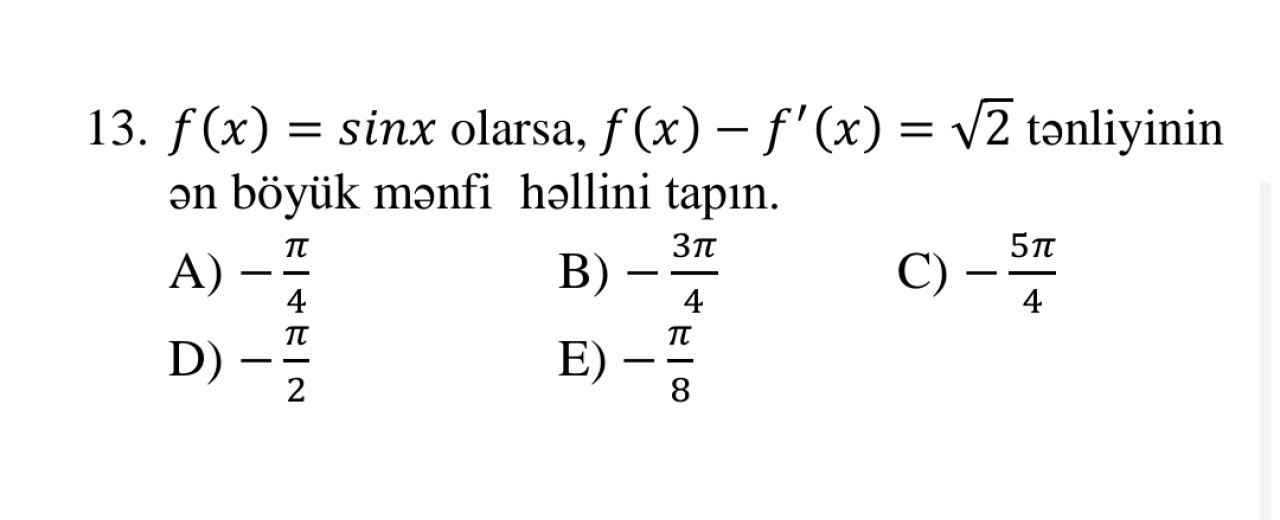 13. f(x) = sinx olarsa, f(x) − f′(x) = √2 tənliyinin
ən böyük mənfi həllini tapın.
A) −π/4 B) −3π/4 C) −5π/4
D) −π/2 E) −π/8